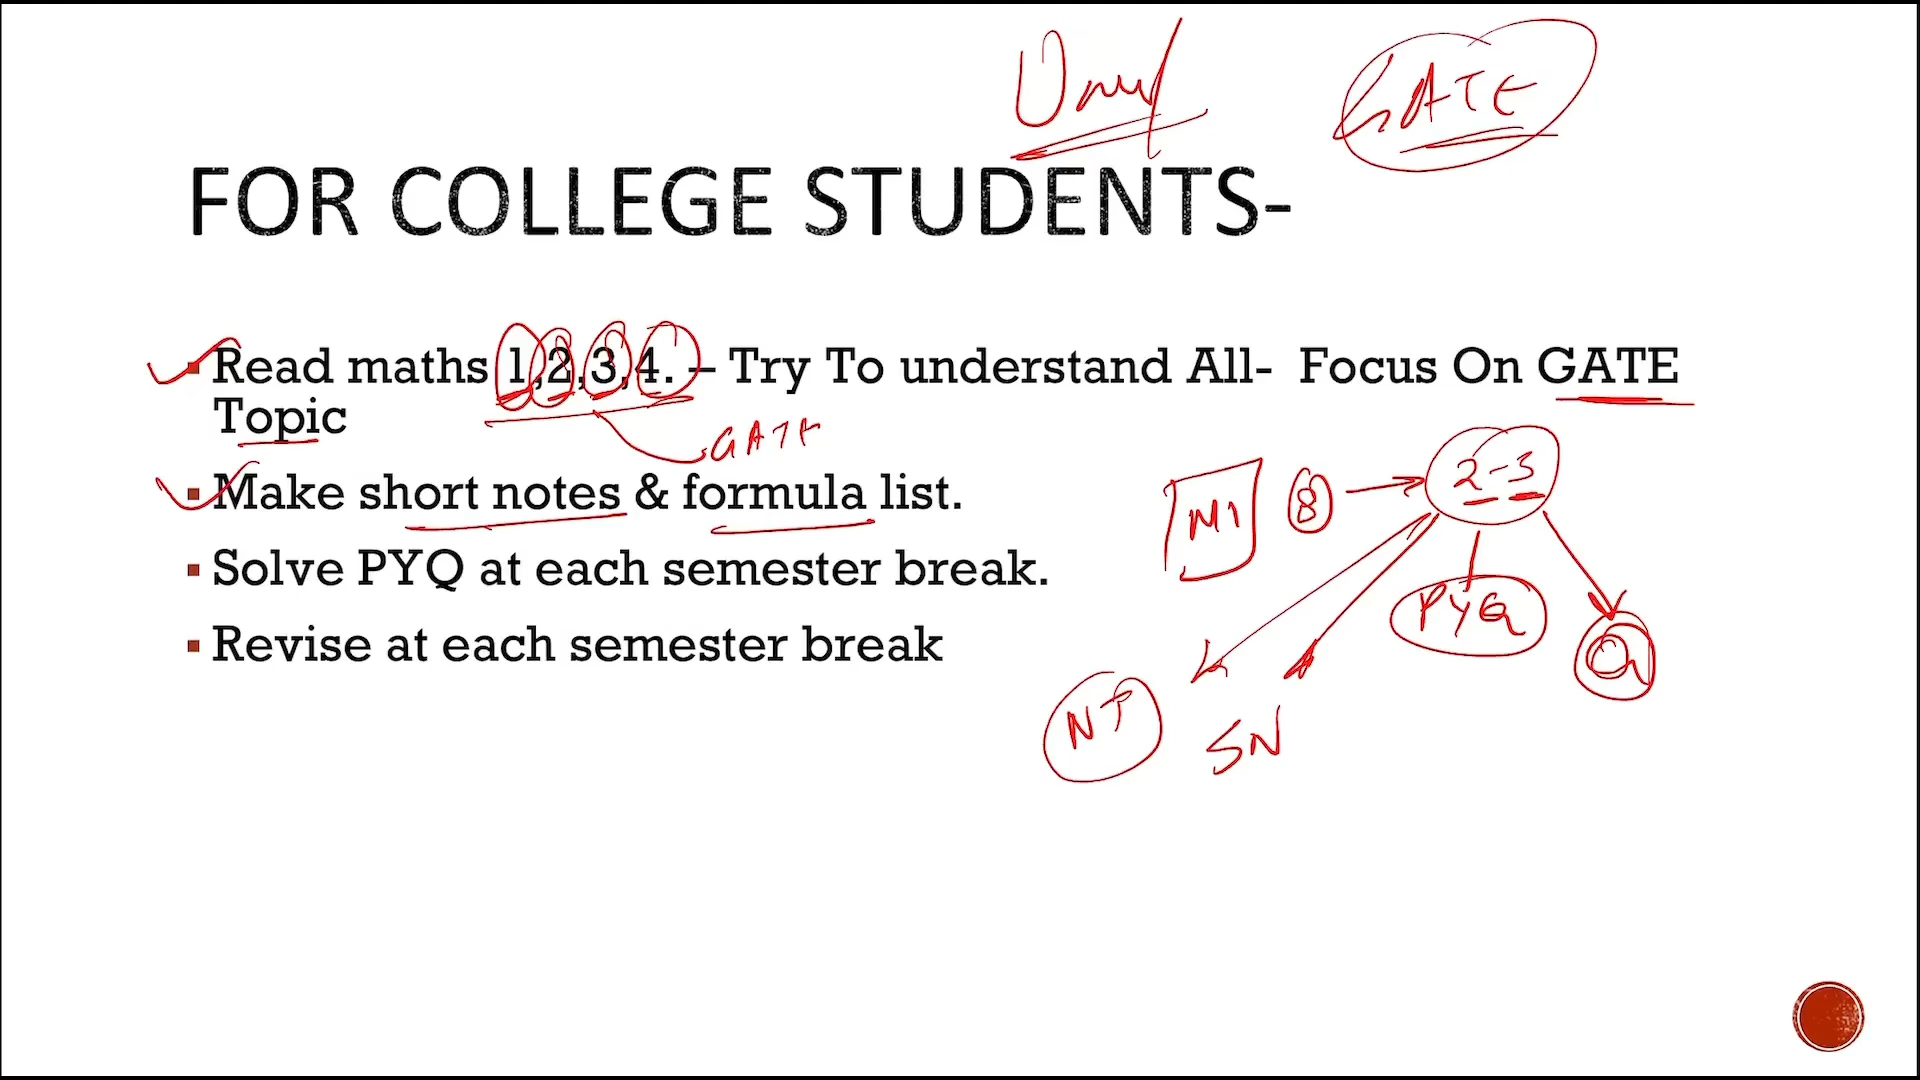 GATE
FOR COLLEGE STUDENTS-
Read maths 1,2,3,4. – Try To understand All- Focus On GATE
Topic
GATE
Make short notes & formula list.
M1 8 2-3
Solve PYQ at each semester break.
PYQ
Revise at each semester break
Q
SN